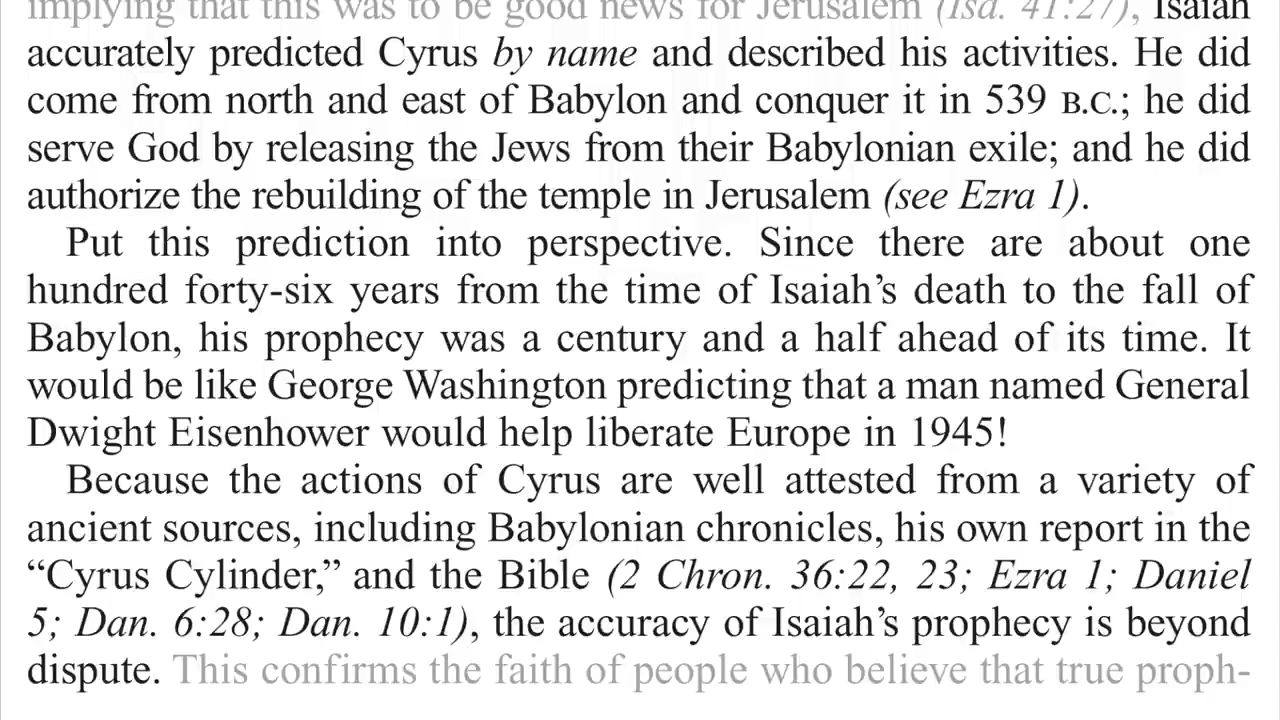 implying that this was to be good news for Jerusalem (Isa. 41:27), Isaiah
accurately predicted Cyrus by name and described his activities. He did
come from north and east of Babylon and conquer it in 539 B.C.; he did
serve God by releasing the Jews from their Babylonian exile; and he did
authorize the rebuilding of the temple in Jerusalem (see Ezra 1).
Put this prediction into perspective. Since there are about one
hundred forty-six years from the time of Isaiah’s death to the fall of
Babylon, his prophecy was a century and a half ahead of its time. It
would be like George Washington predicting that a man named General
Dwight Eisenhower would help liberate Europe in 1945!
Because the actions of Cyrus are well attested from a variety of
ancient sources, including Babylonian chronicles, his own report in the
“Cyrus Cylinder,” and the Bible (2 Chron. 36:22, 23; Ezra 1; Daniel
5; Dan. 6:28; Dan. 10:1), the accuracy of Isaiah’s prophecy is beyond
dispute. This confirms the faith of people who believe that true proph-